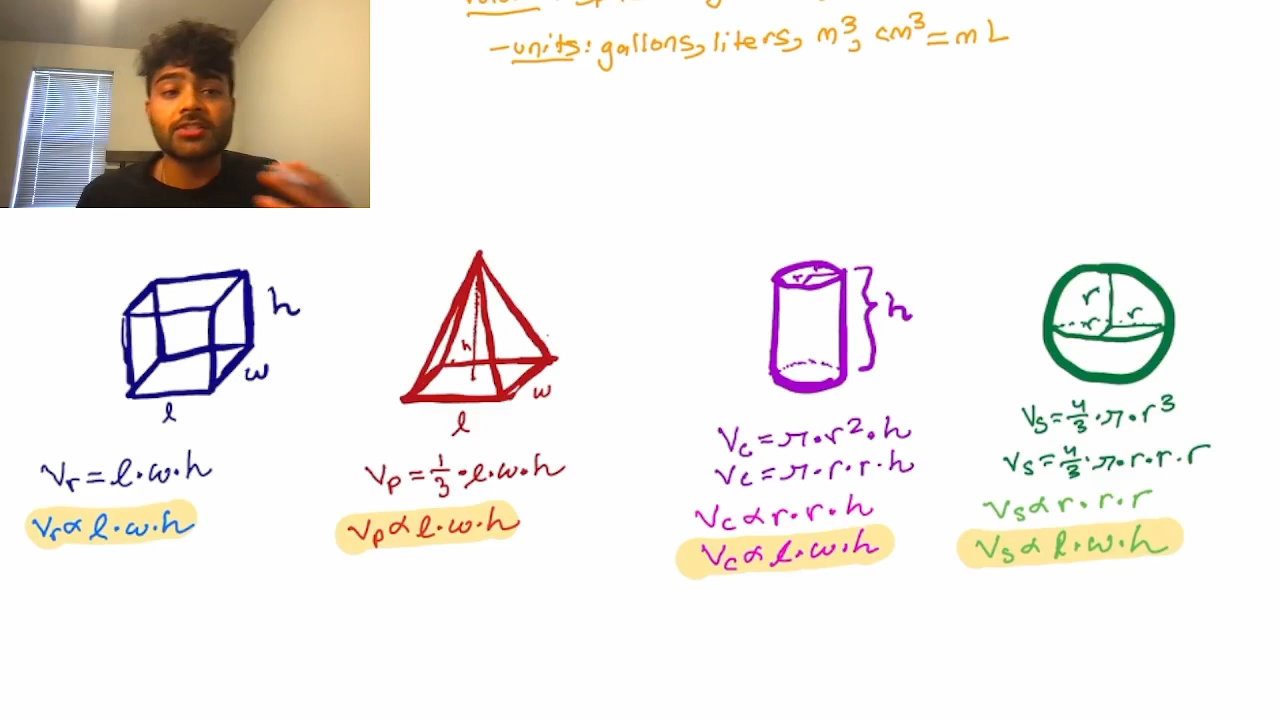 -units: gallons, liters, m³, cm³ = mL
h
w
l
h
w
l
r
h
r
r
r
Vr = l·w·h
Vr ∝ l·w·h
Vp = 1/3·l·w·h
Vp ∝ l·w·h
Vc = π·r²·h
Vc = π·r·r·h
Vc ∝ r·r·h
Vc ∝ l·w·h
Vs = 4/3·π·r³
Vs = 4/3·π·r·r·r
Vs ∝ r·r·r
Vs ∝ l·w·h